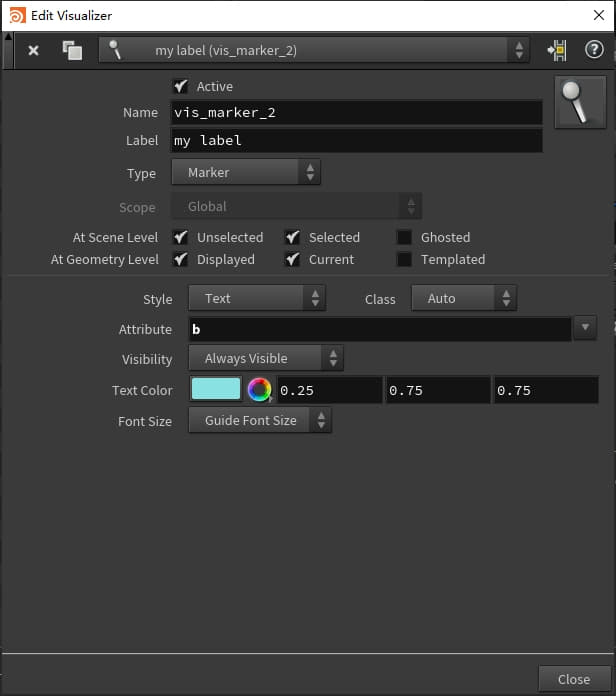 Edit Visualizer
my label (vis_marker_2)
Active
Name vis_marker_2
Label my label
Type Marker
Scope Global
At Scene Level Unselected Selected Ghosted
At Geometry Level Displayed Current Templated
Style Text Class Auto
Attribute b
Visibility Always Visible
Text Color 0.25 0.75 0.75
Font Size Guide Font Size
Close